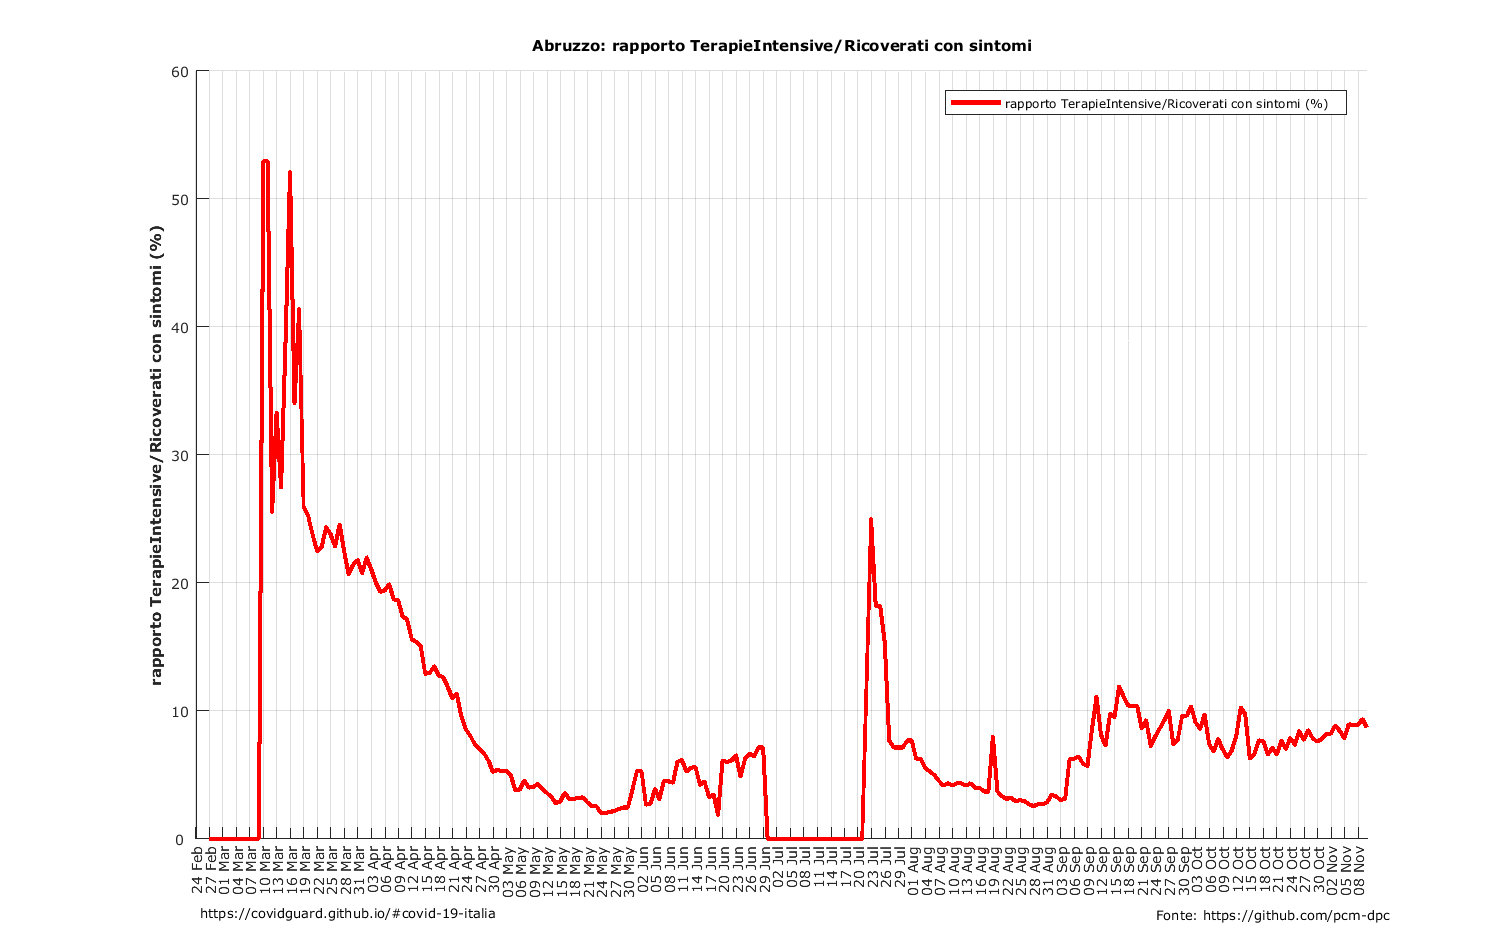 Abruzzo: rapporto TerapieIntensive/Ricoverati con sintomi
rapporto TerapieIntensive/Ricoverati con sintomi (%)
rapporto TerapieIntensive/Ricoverati con sintomi (%)
60
50
40
30
20
10
0
24 Feb
27 Feb
01 Mar
04 Mar
07 Mar
10 Mar
13 Mar
16 Mar
19 Mar
22 Mar
25 Mar
28 Mar
31 Mar
03 Apr
06 Apr
09 Apr
12 Apr
15 Apr
18 Apr
21 Apr
24 Apr
27 Apr
30 Apr
03 May
06 May
09 May
12 May
15 May
18 May
21 May
24 May
27 May
30 May
02 Jun
05 Jun
08 Jun
11 Jun
14 Jun
17 Jun
20 Jun
23 Jun
26 Jun
29 Jun
02 Jul
05 Jul
08 Jul
11 Jul
14 Jul
17 Jul
20 Jul
23 Jul
26 Jul
29 Jul
01 Aug
04 Aug
07 Aug
10 Aug
13 Aug
16 Aug
19 Aug
22 Aug
25 Aug
28 Aug
31 Aug
03 Sep
06 Sep
09 Sep
12 Sep
15 Sep
18 Sep
21 Sep
24 Sep
27 Sep
30 Sep
03 Oct
06 Oct
09 Oct
12 Oct
15 Oct
18 Oct
21 Oct
24 Oct
27 Oct
30 Oct
02 Nov
05 Nov
08 Nov
https://covidguard.github.io/#covid-19-italia
Fonte: https://github.com/pcm-dpc